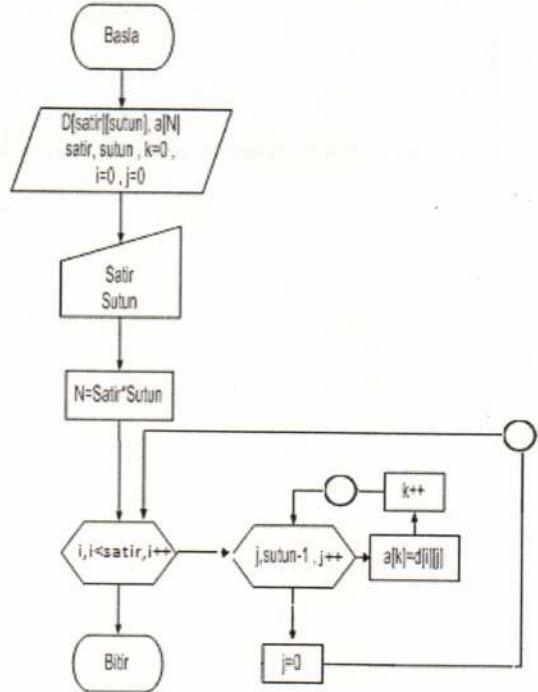 Basla
D[satir][sutun], a[N]
satir, sutun , k=0 ,
i=0 , j=0
Satir
Sutun
N=Satir*Sutun
i,i<satir,i++
j,sutun-1 , j++
a[k]=d[i][j]
k++
j=0
Bitir